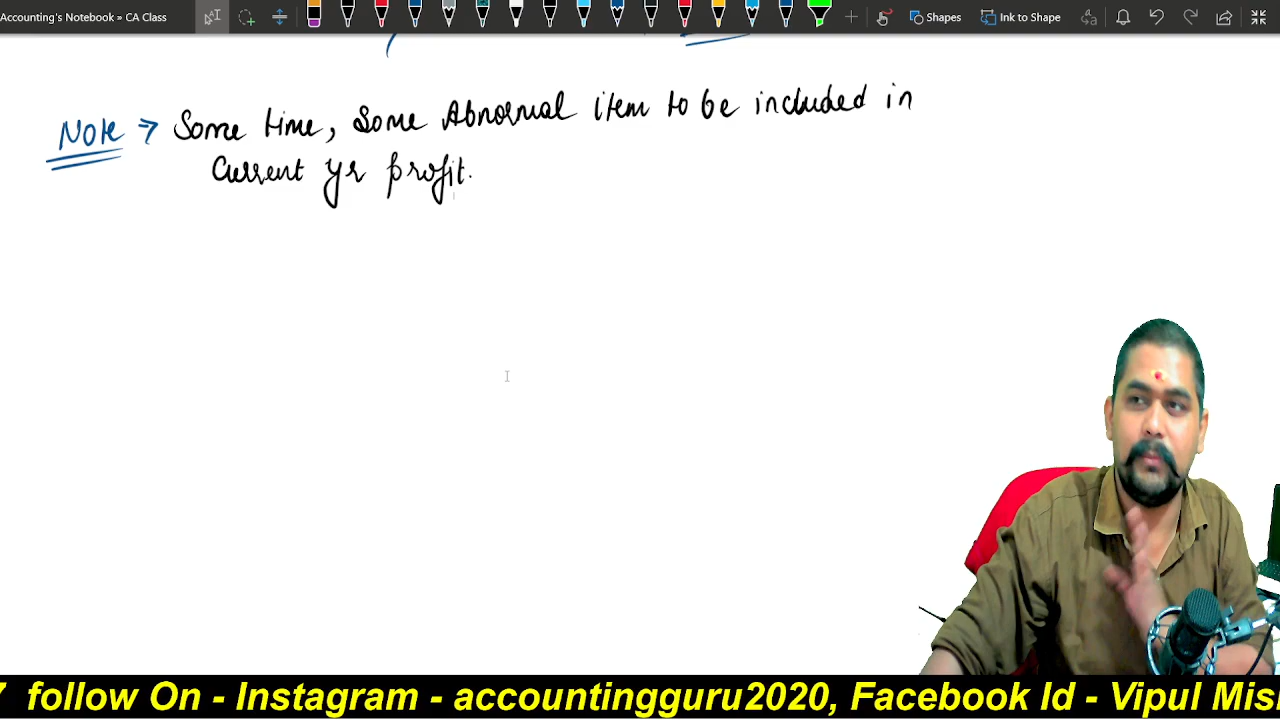 Accounting's Notebook » CA Class
Shapes
Ink to Shape
Note → Some time, Some Abnormal item to be included in
Current yr profit.
follow On - Instagram - accountingguru2020, Facebook Id - Vipul Mis